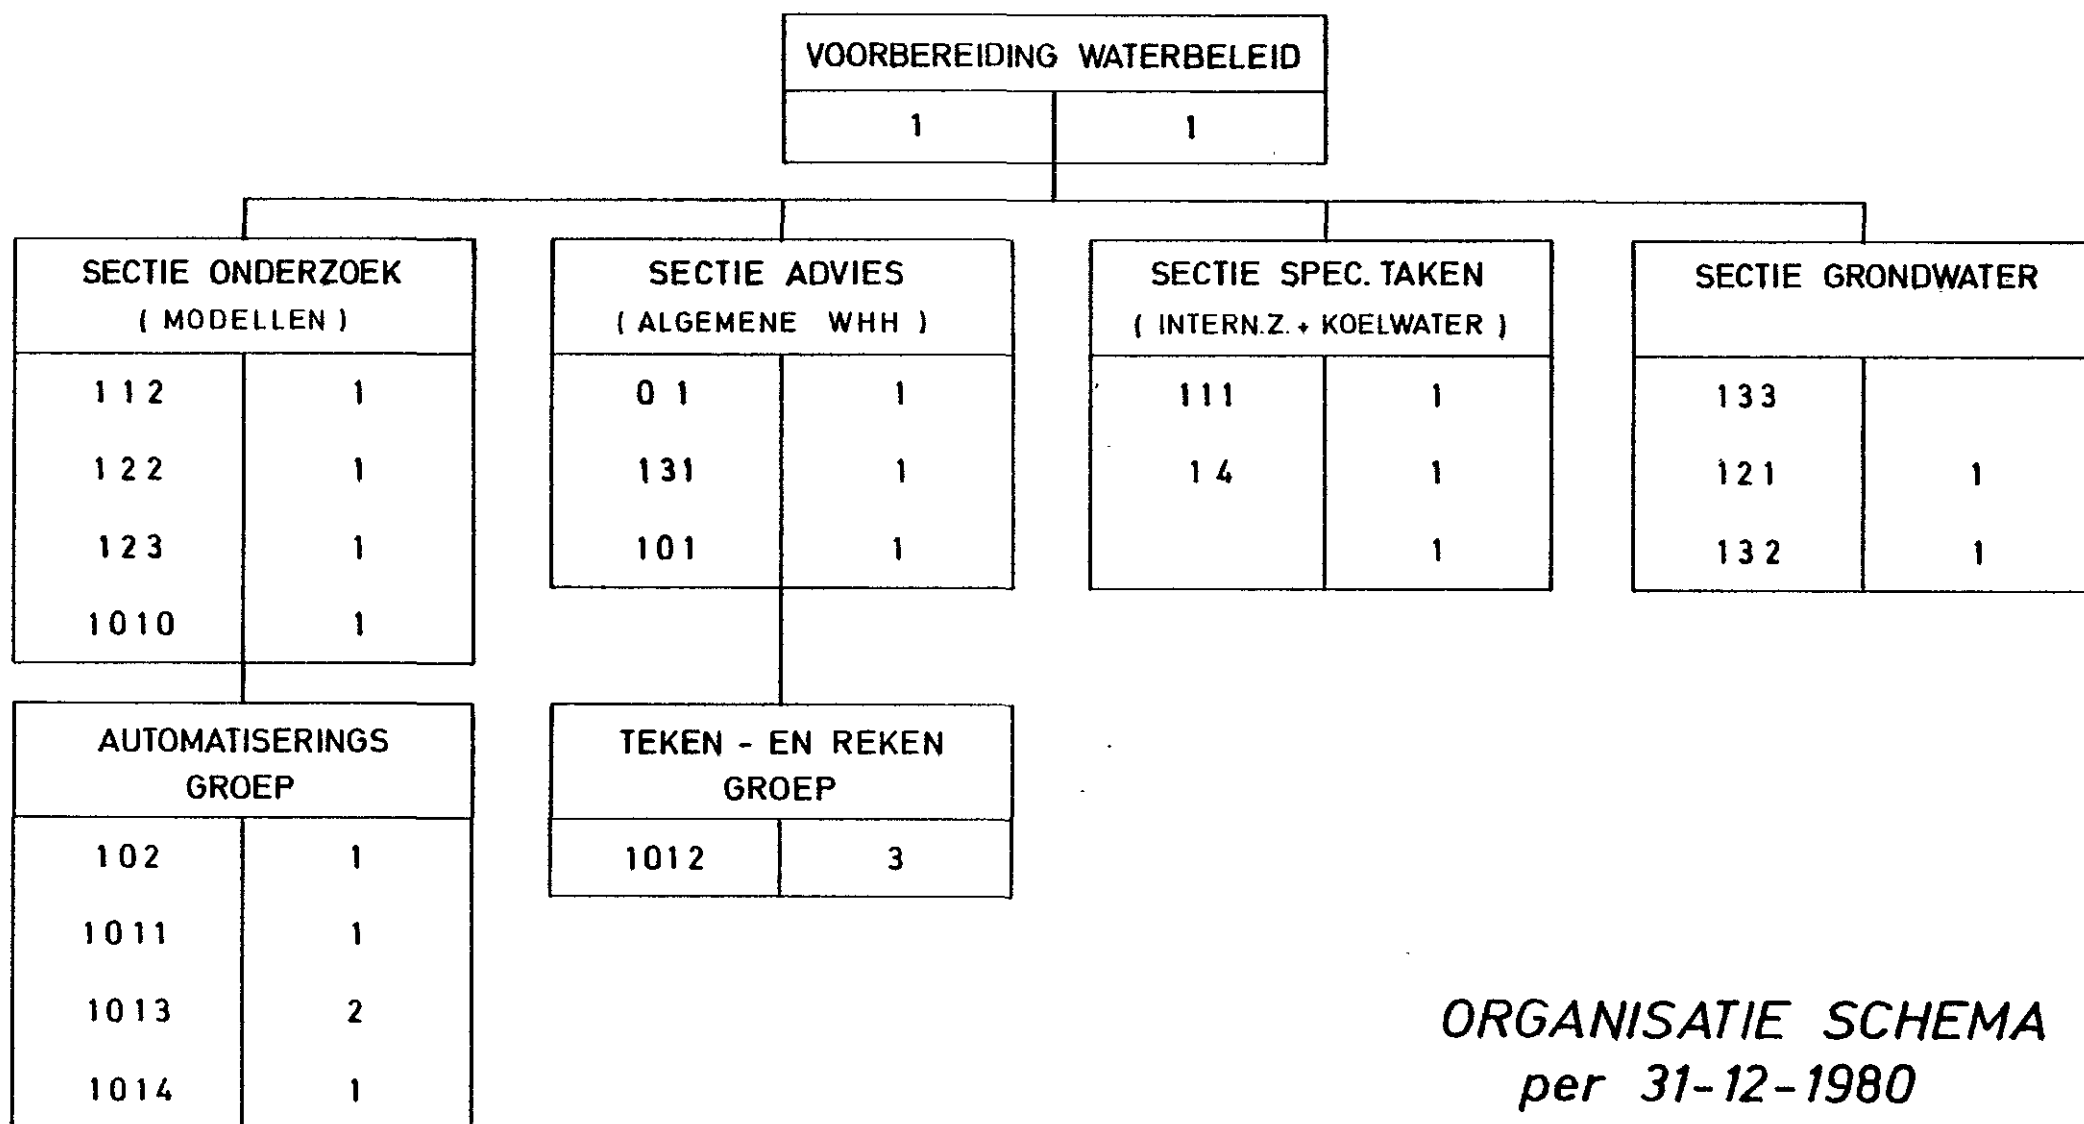 VOORBEREIDING WATERBELEID
1 1
SECTIE ONDERZOEK
( MODELLEN )
112 1
122 1
123 1
1010 1
SECTIE ADVIES
( ALGEMENE WHH )
01 1
131 1
101 1
SECTIE SPEC. TAKEN
( INTERN.Z. + KOELWATER )
111 1
14 1
1
SECTIE GRONDWATER
133
121 1
132 1
AUTOMATISERINGS
GROEP
102 1
1011 1
1013 2
1014 1
TEKEN - EN REKEN
GROEP
1012 3
ORGANISATIE SCHEMA
per 31-12-1980